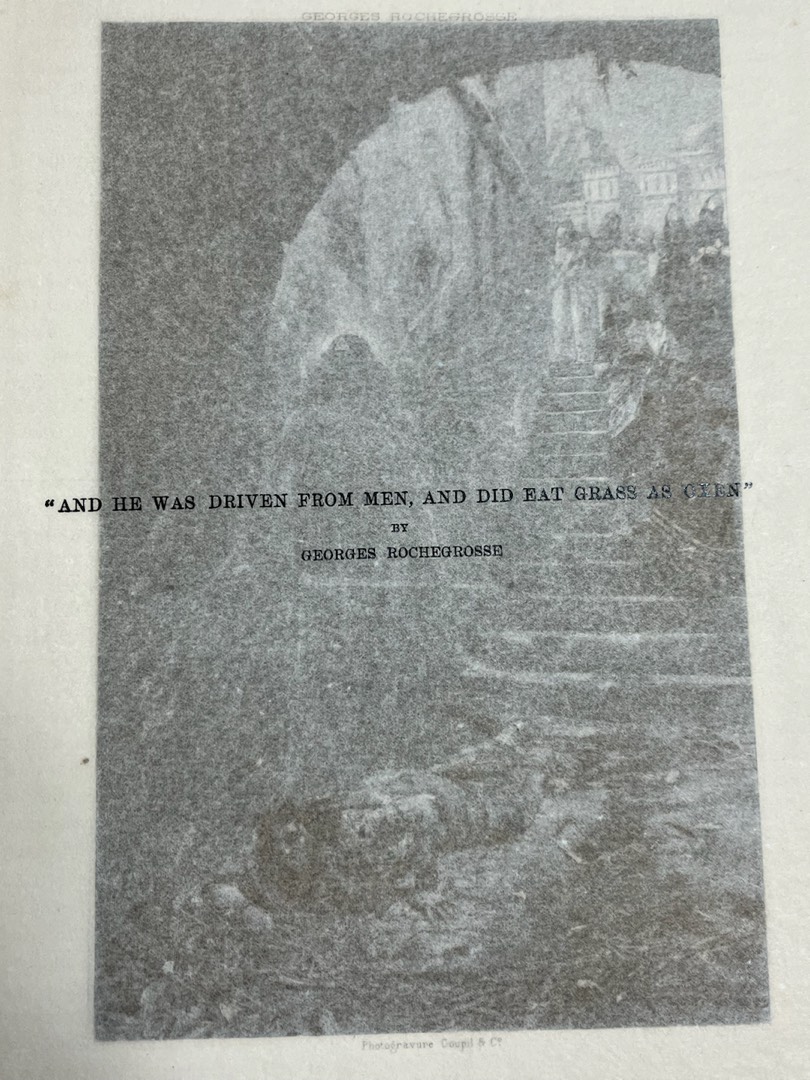 GEORGES ROCHEGROSSE
"AND HE WAS DRIVEN FROM MEN, AND DID EAT GRASS AS OXEN"
BY
GEORGES ROCHEGROSSE
Photogravure Goupil & Cⁱᵉ